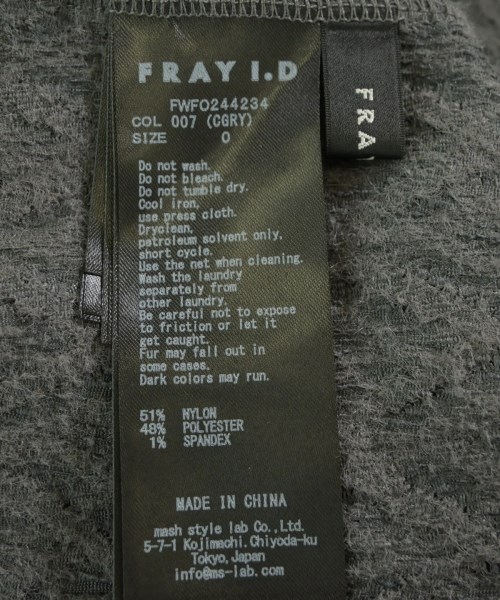 FRAY I.D
FWFO244234
COL 007 (CGRY)
SIZE 0
Do not wash.
Do not bleach.
Do not tumble dry.
Cool iron,
use press cloth.
Dryclean,
petroleum solvent only,
short cycle.
Use the net when cleaning.
Wash the laundry
separately from
other laundry.
Be careful not to expose
to friction or let it
get caught.
Fur may fall out in
some cases.
Dark colors may run.
51% NYLON
48% POLYESTER
1% SPANDEX
MADE IN CHINA
mash style lab Co.,Ltd.
5-7-1 Kojimachi,Chiyoda-ku
Tokyo,Japan
info@ms-lab.com
FRA